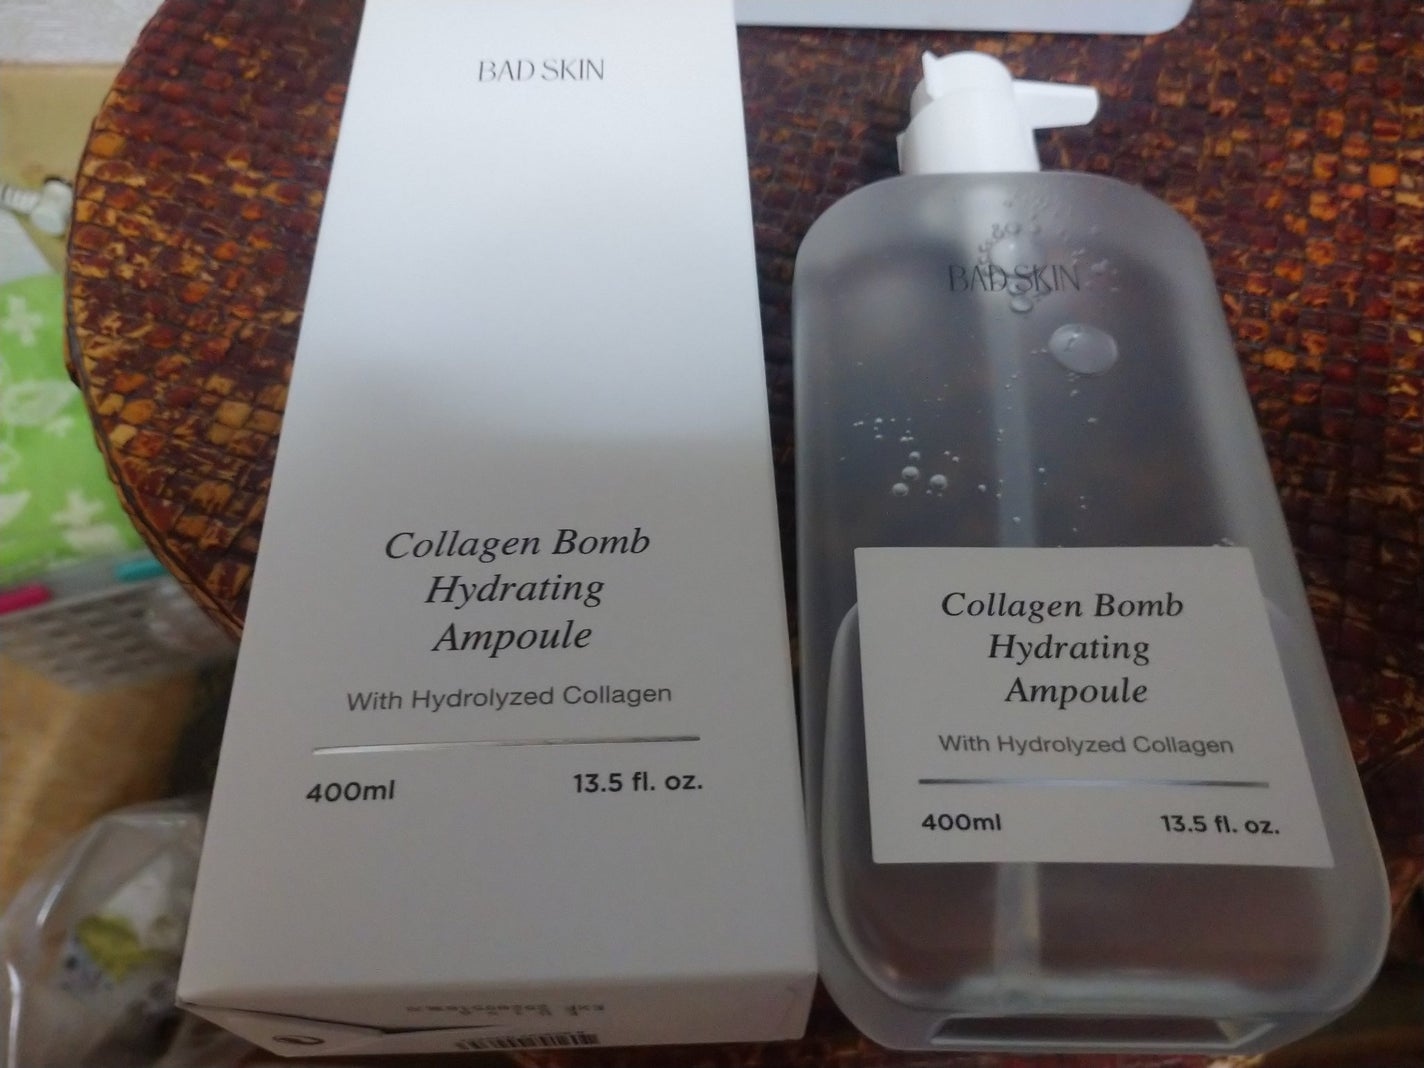 BAD SKIN
Collagen Bomb
Hydrating
Ampoule
With Hydrolyzed Collagen
400ml 13.5 fl. oz.
BAD SKIN
Collagen Bomb
Hydrating
Ampoule
With Hydrolyzed Collagen
400ml 13.5 fl. oz.